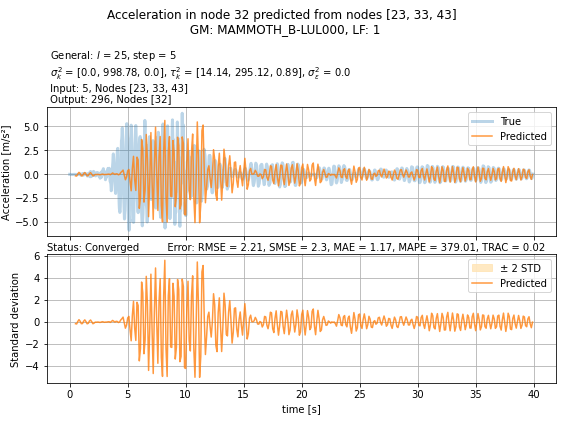 Acceleration in node 32 predicted from nodes [23, 33, 43]
GM: MAMMOTH_B-LUL000, LF: 1
General: l = 25, step = 5
σ²ₖ = [0.0, 998.78, 0.0], τ²ₖ = [14.14, 295.12, 0.89], σ²ε = 0.0
Input: 5, Nodes [23, 33, 43]
Output: 296, Nodes [32]
Acceleration [m/s²]
5.0
2.5
0.0
−2.5
−5.0
True
Predicted
Status: Converged Error: RMSE = 2.21, SMSE = 2.3, MAE = 1.17, MAPE = 379.01, TRAC = 0.02
Standard deviation
6
4
2
0
−2
−4
± 2 STD
Predicted
0 5 10 15 20 25 30 35 40
time [s]